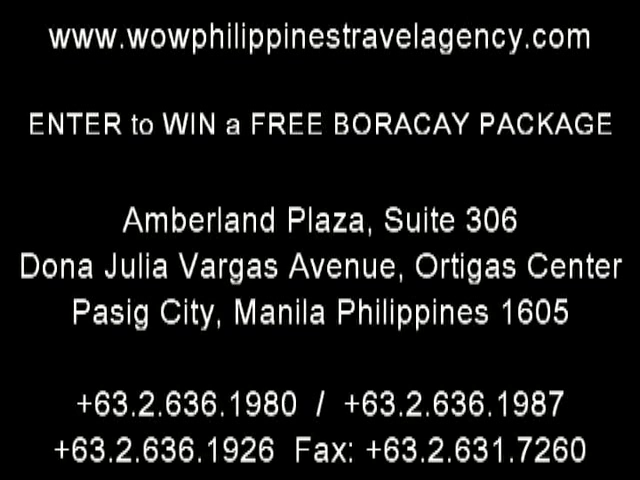 www.wowphilippinestravelagency.com
ENTER to WIN a FREE BORACAY PACKAGE
Amberland Plaza, Suite 306
Dona Julia Vargas Avenue, Ortigas Center
Pasig City, Manila Philippines 1605
+63.2.636.1980 / +63.2.636.1987
+63.2.636.1926 Fax: +63.2.631.7260